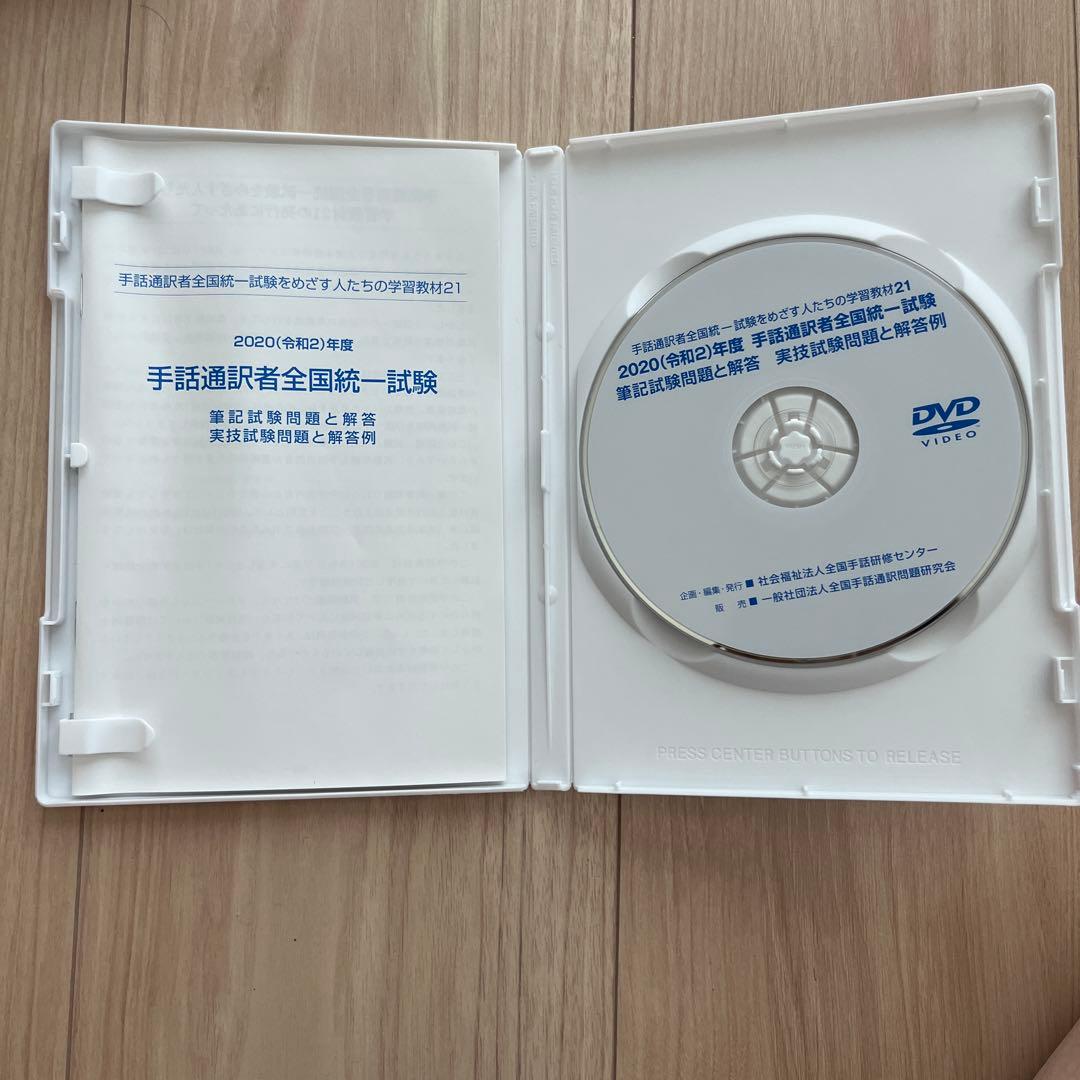 手話通訳者全国統一試験をめざす人たちの学習教材21
2020(令和2)年度
手話通訳者全国統一試験
筆記試験問題と解答
実技試験問題と解答例
手話通訳者全国統一試験をめざす人たちの学習教材21
2020(令和2)年度 手話通訳者全国統一試験
筆記試験問題と解答 実技試験問題と解答例
DVD
VIDEO
企画・編集・発行■社会福祉法人全国手話研修センター
販 売■一般社団法人全国手話通訳問題研究会
PRESS CENTER BUTTONS TO RELEASE